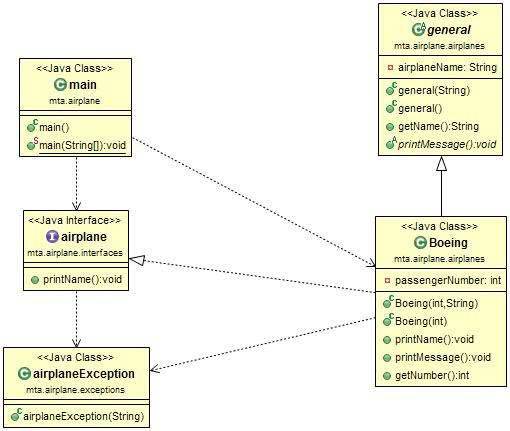 <<Java Class>>
general
mta.airplane.airplanes
airplaneName: String
general(String)
general()
getName():String
printMessage():void
<<Java Class>>
main
mta.airplane
main()
main(String[]):void
<<Java Interface>>
airplane
mta.airplane.interfaces
printName():void
<<Java Class>>
Boeing
mta.airplane.airplanes
passengerNumber: int
Boeing(int,String)
Boeing(int)
printName():void
printMessage():void
getNumber():int
<<Java Class>>
airplaneException
mta.airplane.exceptions
airplaneException(String)